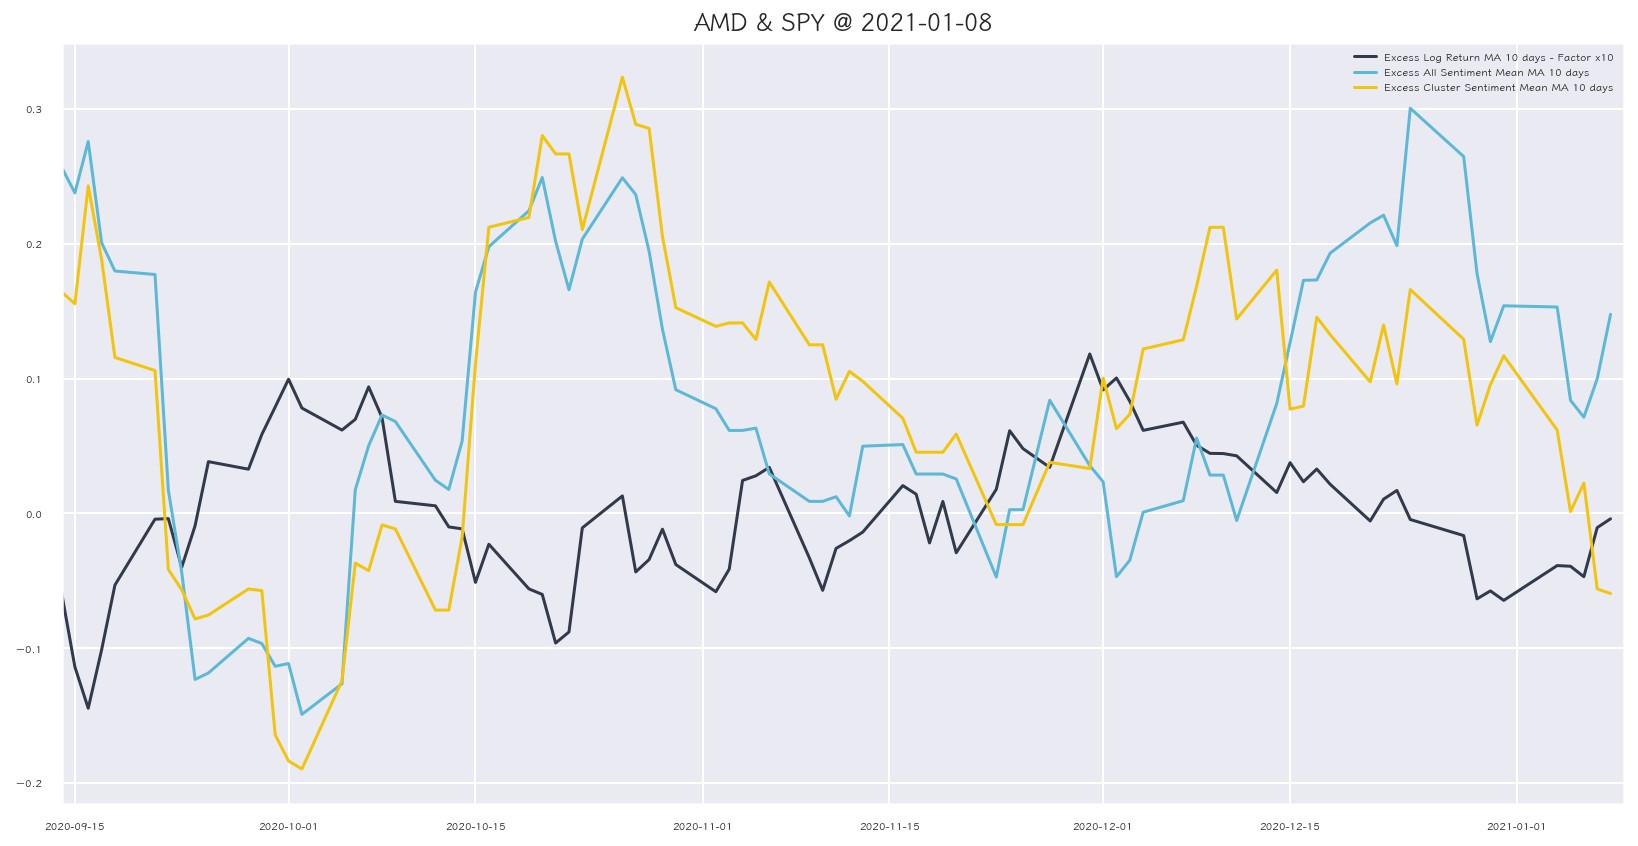 AMD & SPY @ 2021-01-08
Excess Log Return MA 10 days - Factor x10
Excess All Sentiment Mean MA 10 days
Excess Cluster Sentiment Mean MA 10 days
0.3
0.2
0.1
0.0
−0.1
−0.2
2020-09-15 2020-10-01 2020-10-15 2020-11-01 2020-11-15 2020-12-01 2020-12-15 2021-01-01